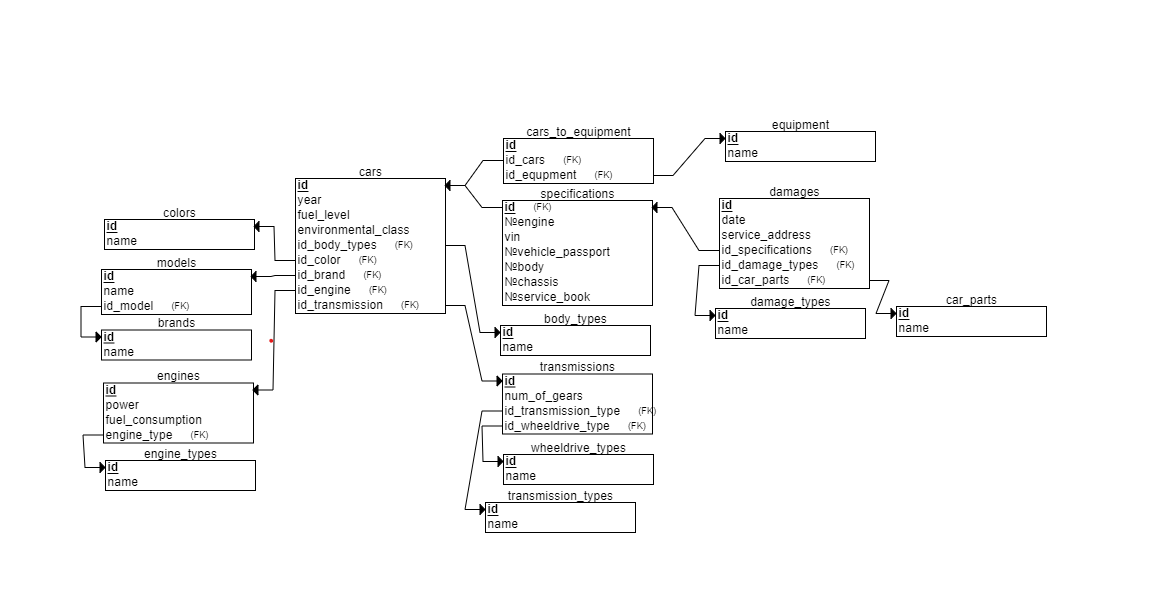 colors
id
name
models
id
name
id_model (FK)
brands
id
name
engines
id
power
fuel_consumption
engine_type (FK)
engine_types
id
name
cars
id
year
fuel_level
environmental_class
id_body_types (FK)
id_color (FK)
id_brand (FK)
id_engine (FK)
id_transmission (FK)
cars_to_equipment
id
id_cars (FK)
id_equpment (FK)
specifications
id (FK)
№engine
vin
№vehicle_passport
№body
№chassis
№service_book
body_types
id
name
transmissions
id
num_of_gears
id_transmission_type (FK)
id_wheeldrive_type (FK)
wheeldrive_types
id
name
transmission_types
id
name
equipment
id
name
damages
id
date
service_address
id_specifications (FK)
id_damage_types (FK)
id_car_parts (FK)
damage_types
id
name
car_parts
id
name